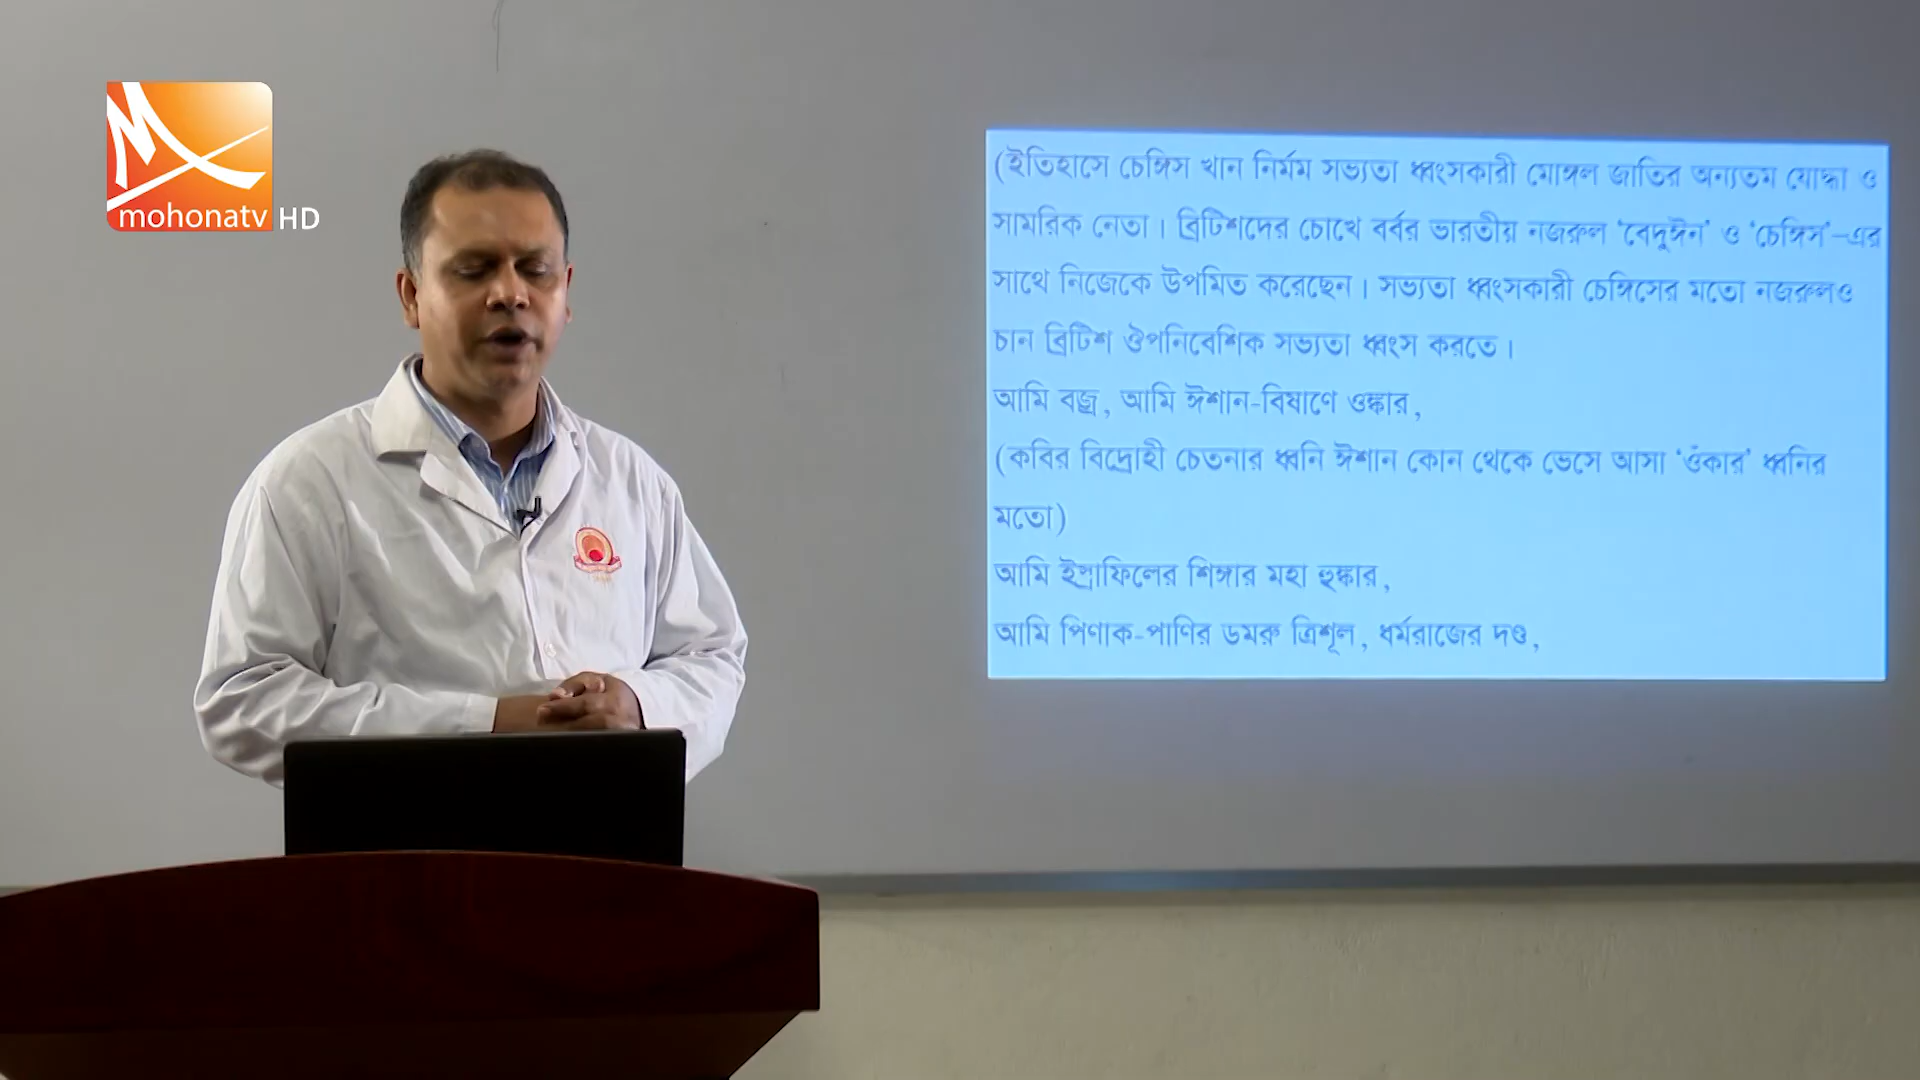 mohonatv HD
(ইতিহাসে চেঙ্গিস খান নির্মম সভ্যতা ধ্বংসকারী মোঙ্গল জাতির অন্যতম যোদ্ধা ও
সামরিক নেতা। ব্রিটিশদের চোখে বর্বর ভারতীয় নজরুল ‘বেদুঈন’ ও ‘চেঙ্গিস’–এর
সাথে নিজেকে উপমিত করেছেন। সভ্যতা ধ্বংসকারী চেঙ্গিসের মতো নজরুলও
চান ব্রিটিশ ঔপনিবেশিক সভ্যতা ধ্বংস করতে।
আমি বজ্র, আমি ঈশান-বিষাণে ওঙ্কার,
(কবির বিদ্রোহী চেতনার ধ্বনি ঈশান কোন থেকে ভেসে আসা ‘ওঁকার’ ধ্বনির
মতো)
আমি ইস্রাফিলের শিঙ্গার মহা হুঙ্কার,
আমি পিণাক-পাণির ডমরু ত্রিশূল, ধর্মরাজের দণ্ড,